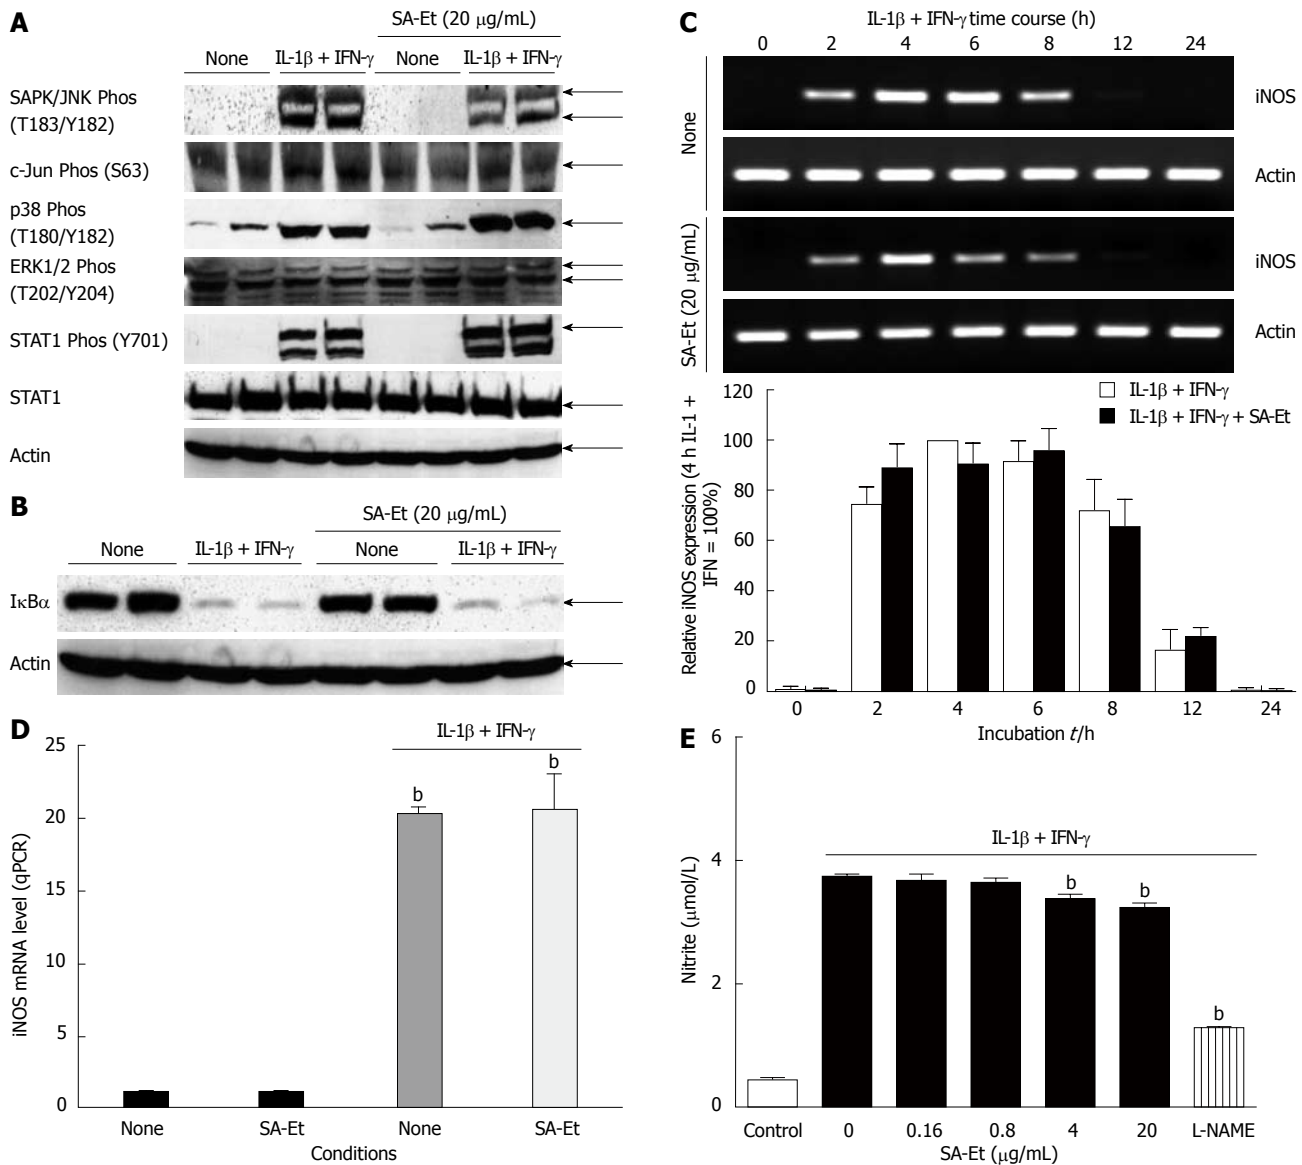 A
SA-Et (20 μg/mL)
None IL-1β + IFN-γ None IL-1β + IFN-γ
SAPK/JNK Phos
(T183/Y182)
c-Jun Phos (S63)
p38 Phos
(T180/Y182)
ERK1/2 Phos
(T202/Y204)
STAT1 Phos (Y701)
STAT1
Actin
B
SA-Et (20 μg/mL)
None IL-1β + IFN-γ None IL-1β + IFN-γ
IκBα
Actin
C
IL-1β + IFN-γ time course (h)
0 2 4 6 8 12 24
None
iNOS
Actin
SA-Et (20 μg/mL)
iNOS
Actin
IL-1β + IFN-γ
IL-1β + IFN-γ + SA-Et
Relative iNOS expression (4 h IL-1 +
IFN = 100%)
120
100
80
60
40
20
0
0 2 4 6 8 12 24
Incubation t/h
D
IL-1β + IFN-γ
iNOS mRNA level (qPCR)
25
20
15
10
5
0
b b
None SA-Et None SA-Et
Conditions
E
IL-1β + IFN-γ
Nitrite (μmol/L)
6
4
2
0
b b b
Control 0 0.16 0.8 4 20 L-NAME
SA-Et (μg/mL)